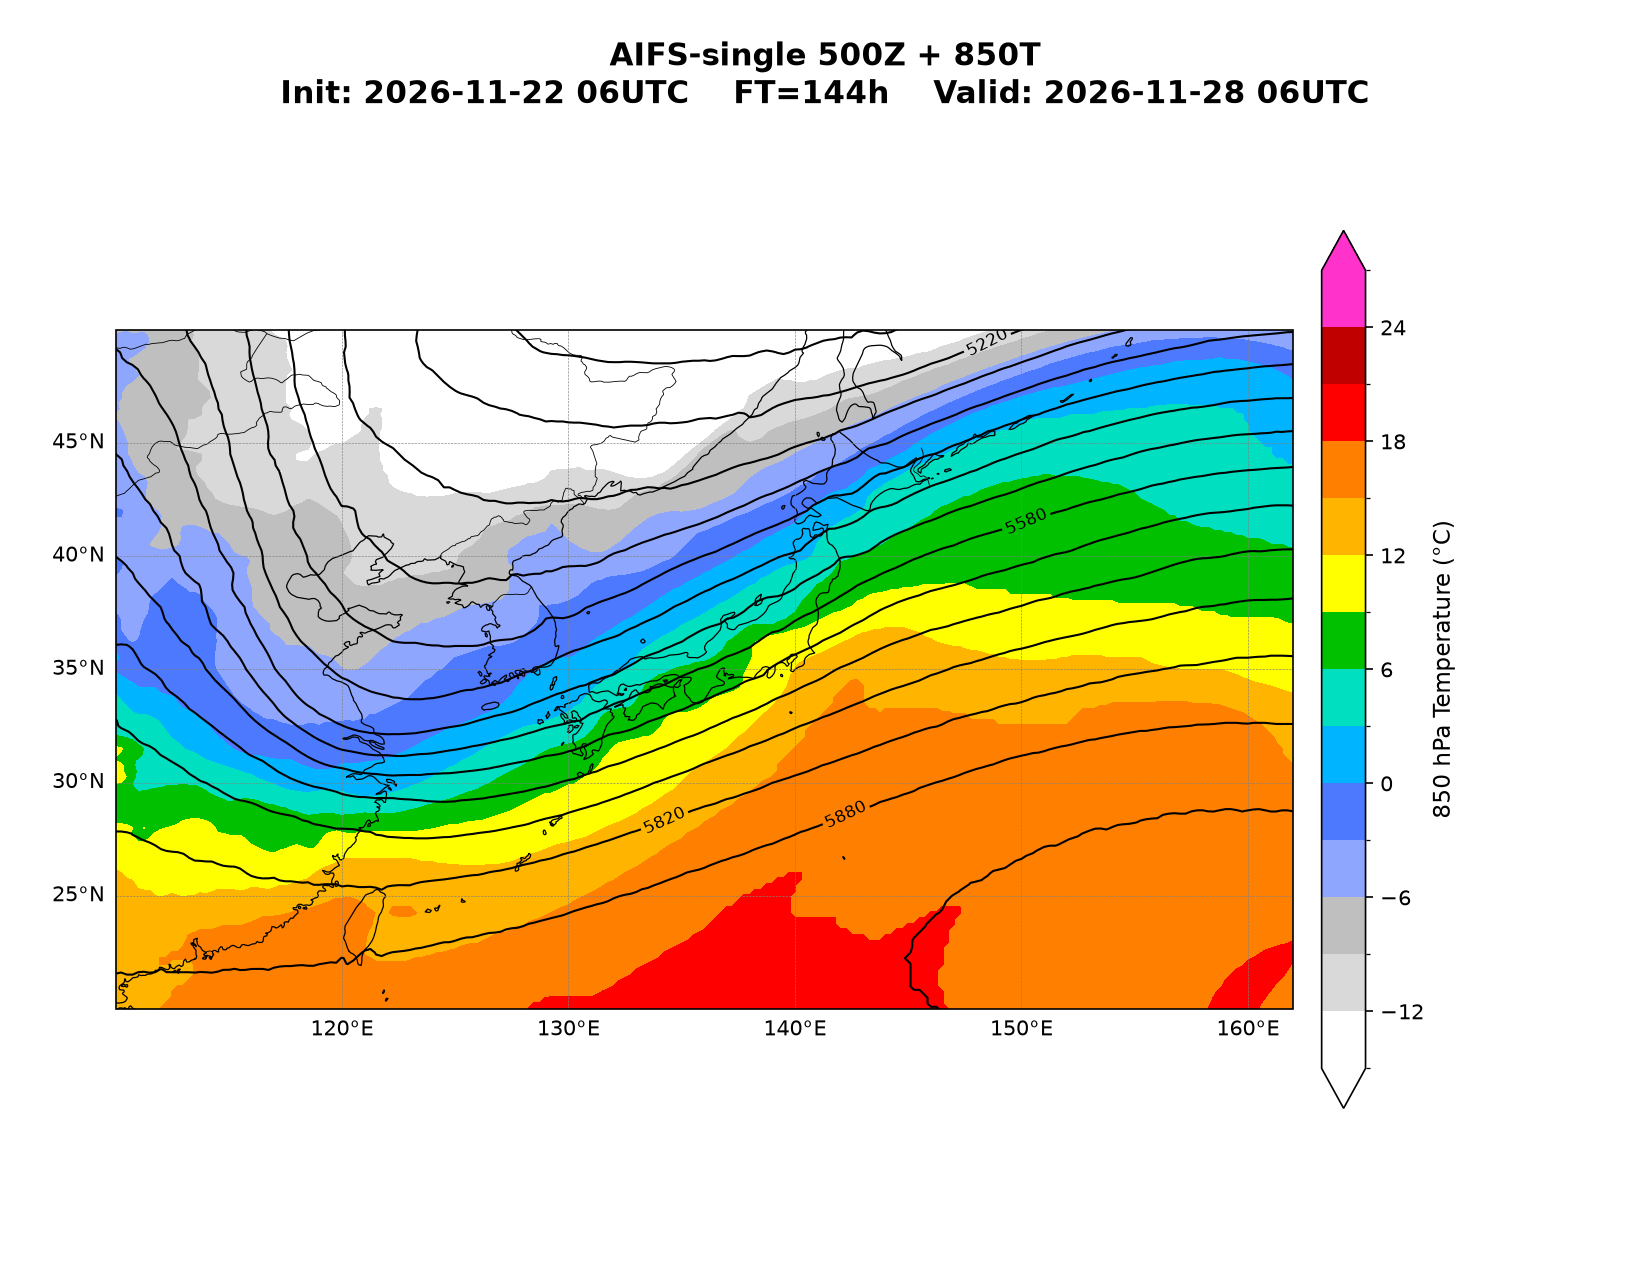 AIFS-single 500Z + 850T
Init: 2026-11-22 06UTC    FT=144h    Valid: 2026-11-28 06UTC
5220
5580
5820
5880
45°N
40°N
35°N
30°N
25°N
120°E
130°E
140°E
150°E
160°E
24
18
12
6
0
−6
−12
850 hPa Temperature (°C)